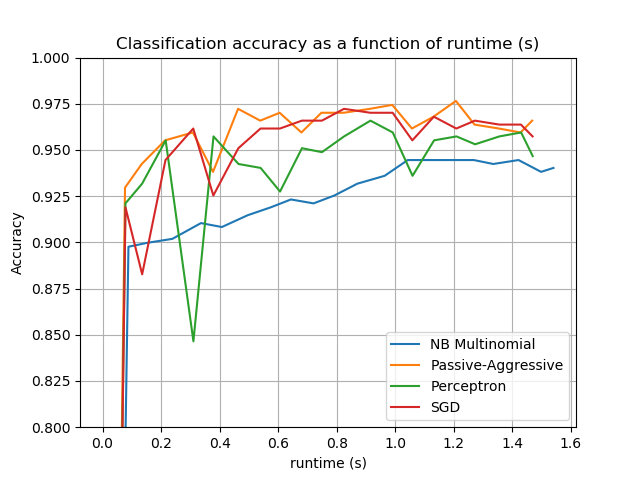 Classification accuracy as a function of runtime (s)
1.000
0.975
0.950
0.925
0.900
0.875
0.850
0.825
0.800
Accuracy
NB Multinomial
Passive-Aggressive
Perceptron
SGD
0.0 0.2 0.4 0.6 0.8 1.0 1.2 1.4 1.6
runtime (s)